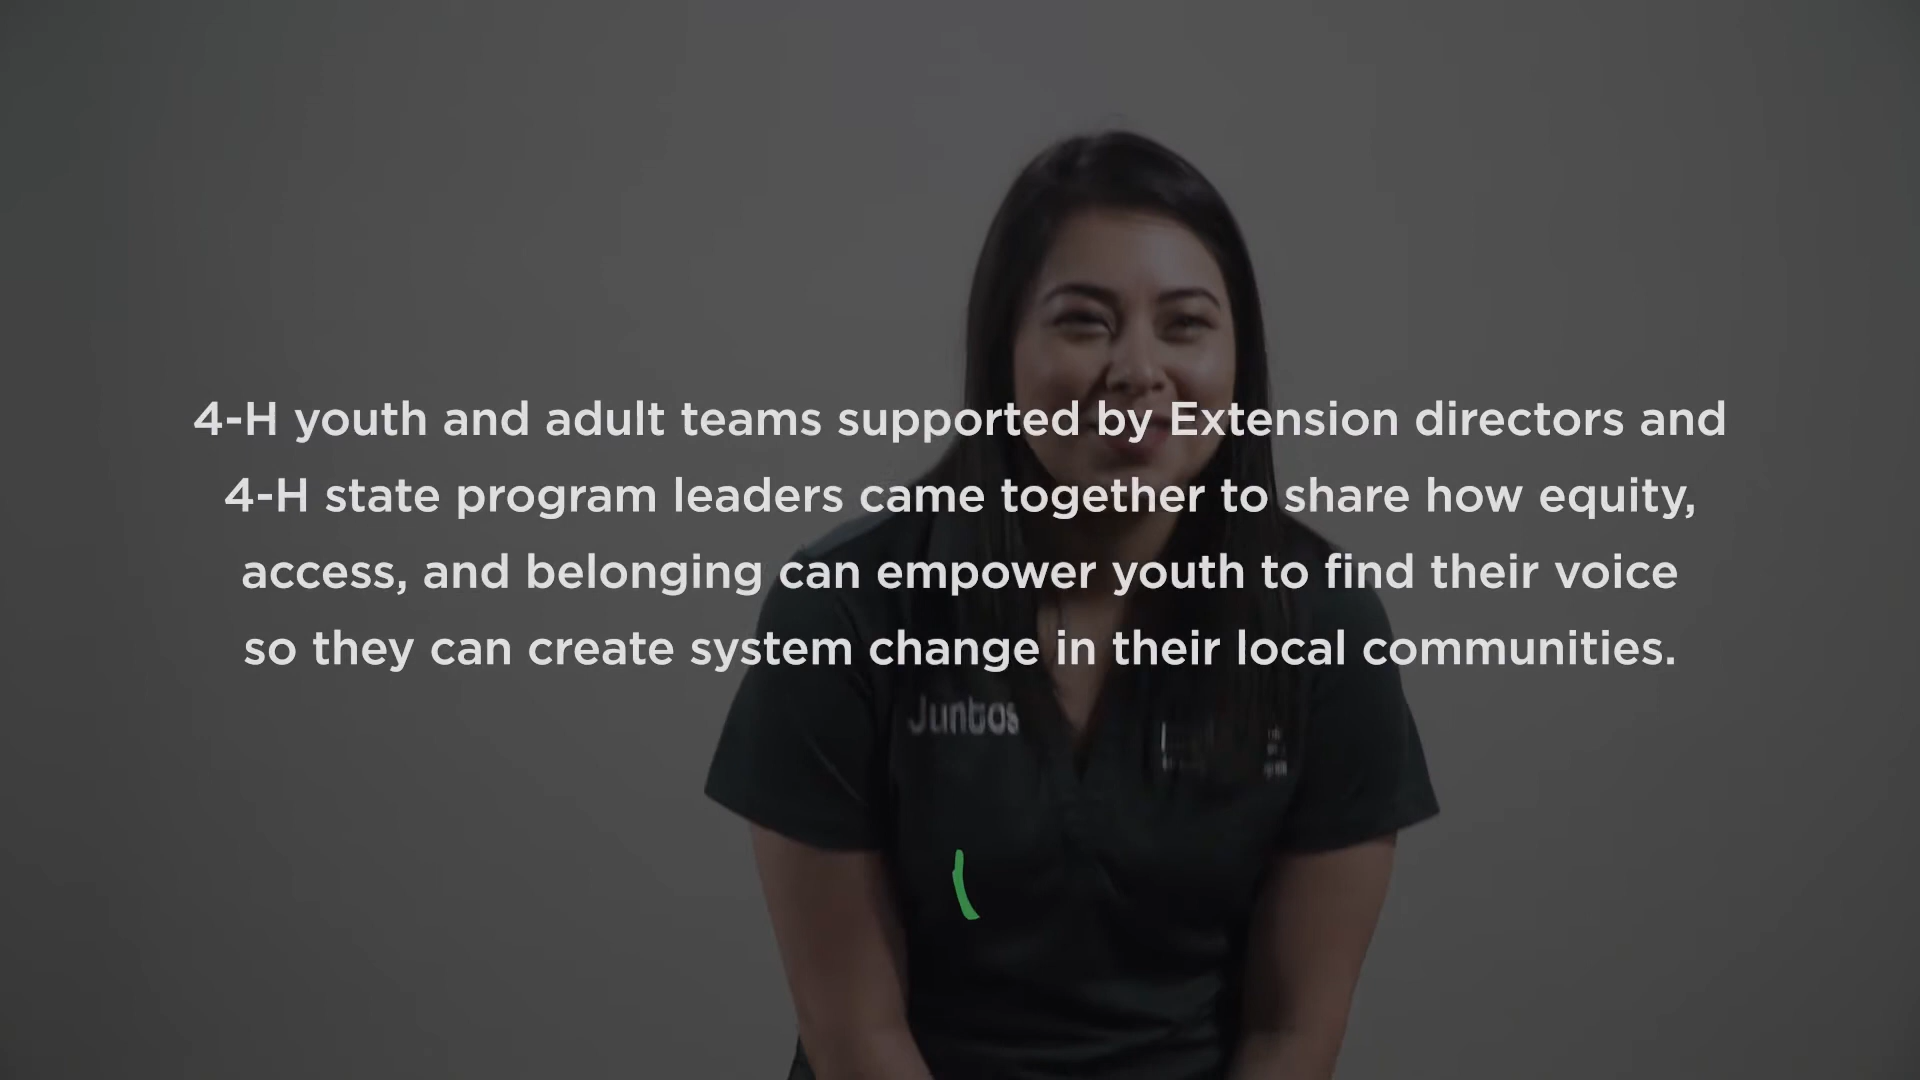 4-H youth and adult teams supported by Extension directors and
4-H state program leaders came together to share how equity,
access, and belonging can empower youth to find their voice
so they can create system change in their local communities.
Juntos